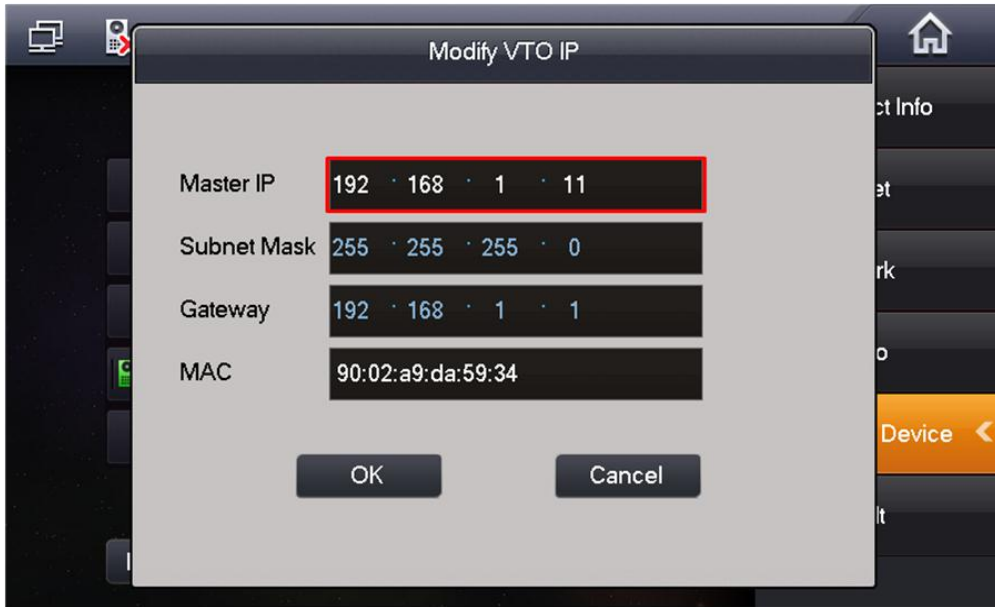 Modify VTO IP
Master IP 192 . 168 . 1 . 11
Subnet Mask 255 . 255 . 255 . 0
Gateway 192 . 168 . 1 . 1
MAC 90:02:a9:da:59:34
OK Cancel
Info
Device